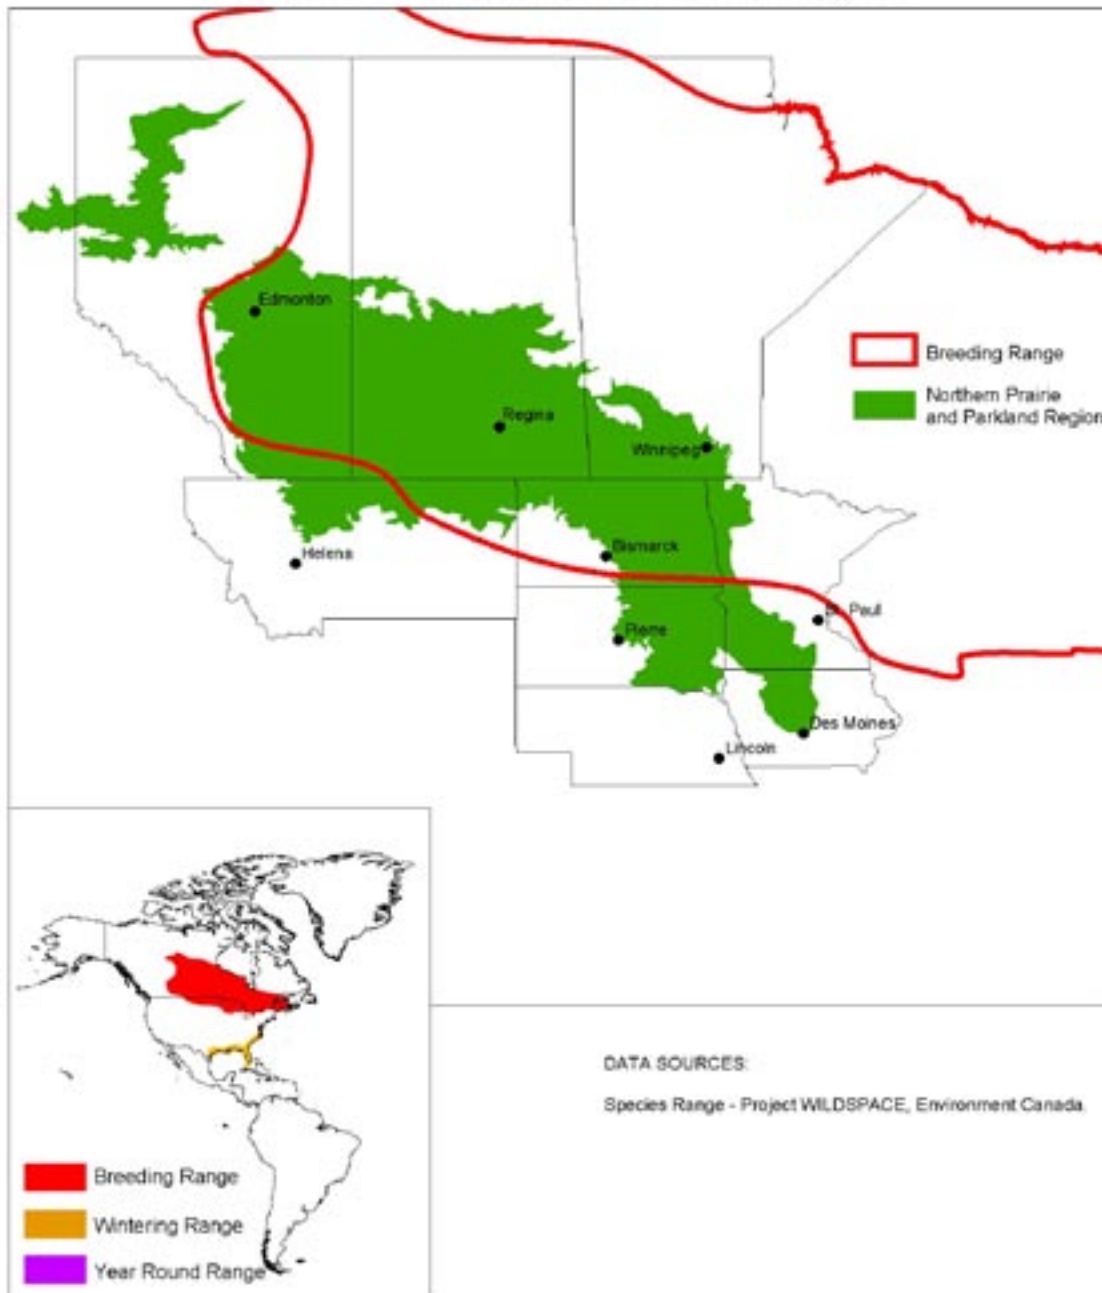 Edmonton
Breeding Range
Northern Prairie
and Parkland Region
Regina
Winnipeg
Helena
Bismarck
St. Paul
Pierre
Des Moines
Lincoln
DATA SOURCES:
Species Range - Project WILDSPACE, Environment Canada.
Breeding Range
Wintering Range
Year Round Range